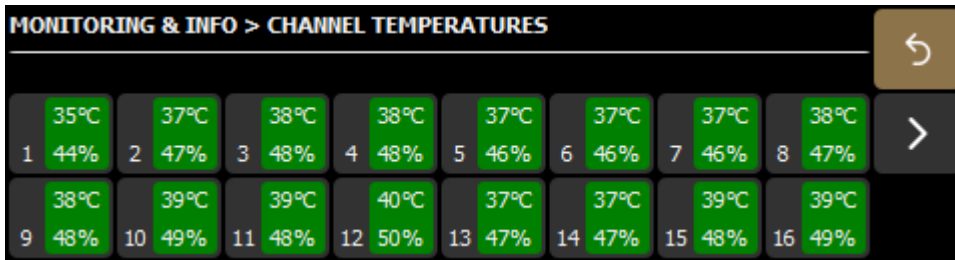 MONITORING & INFO > CHANNEL TEMPERATURES
35°C 37°C 38°C 38°C 37°C 37°C 37°C 38°C
1 44% 2 47% 3 48% 4 48% 5 46% 6 46% 7 46% 8 47%
38°C 39°C 39°C 40°C 37°C 37°C 39°C 39°C
9 48% 10 49% 11 48% 12 50% 13 47% 14 47% 15 48% 16 49%